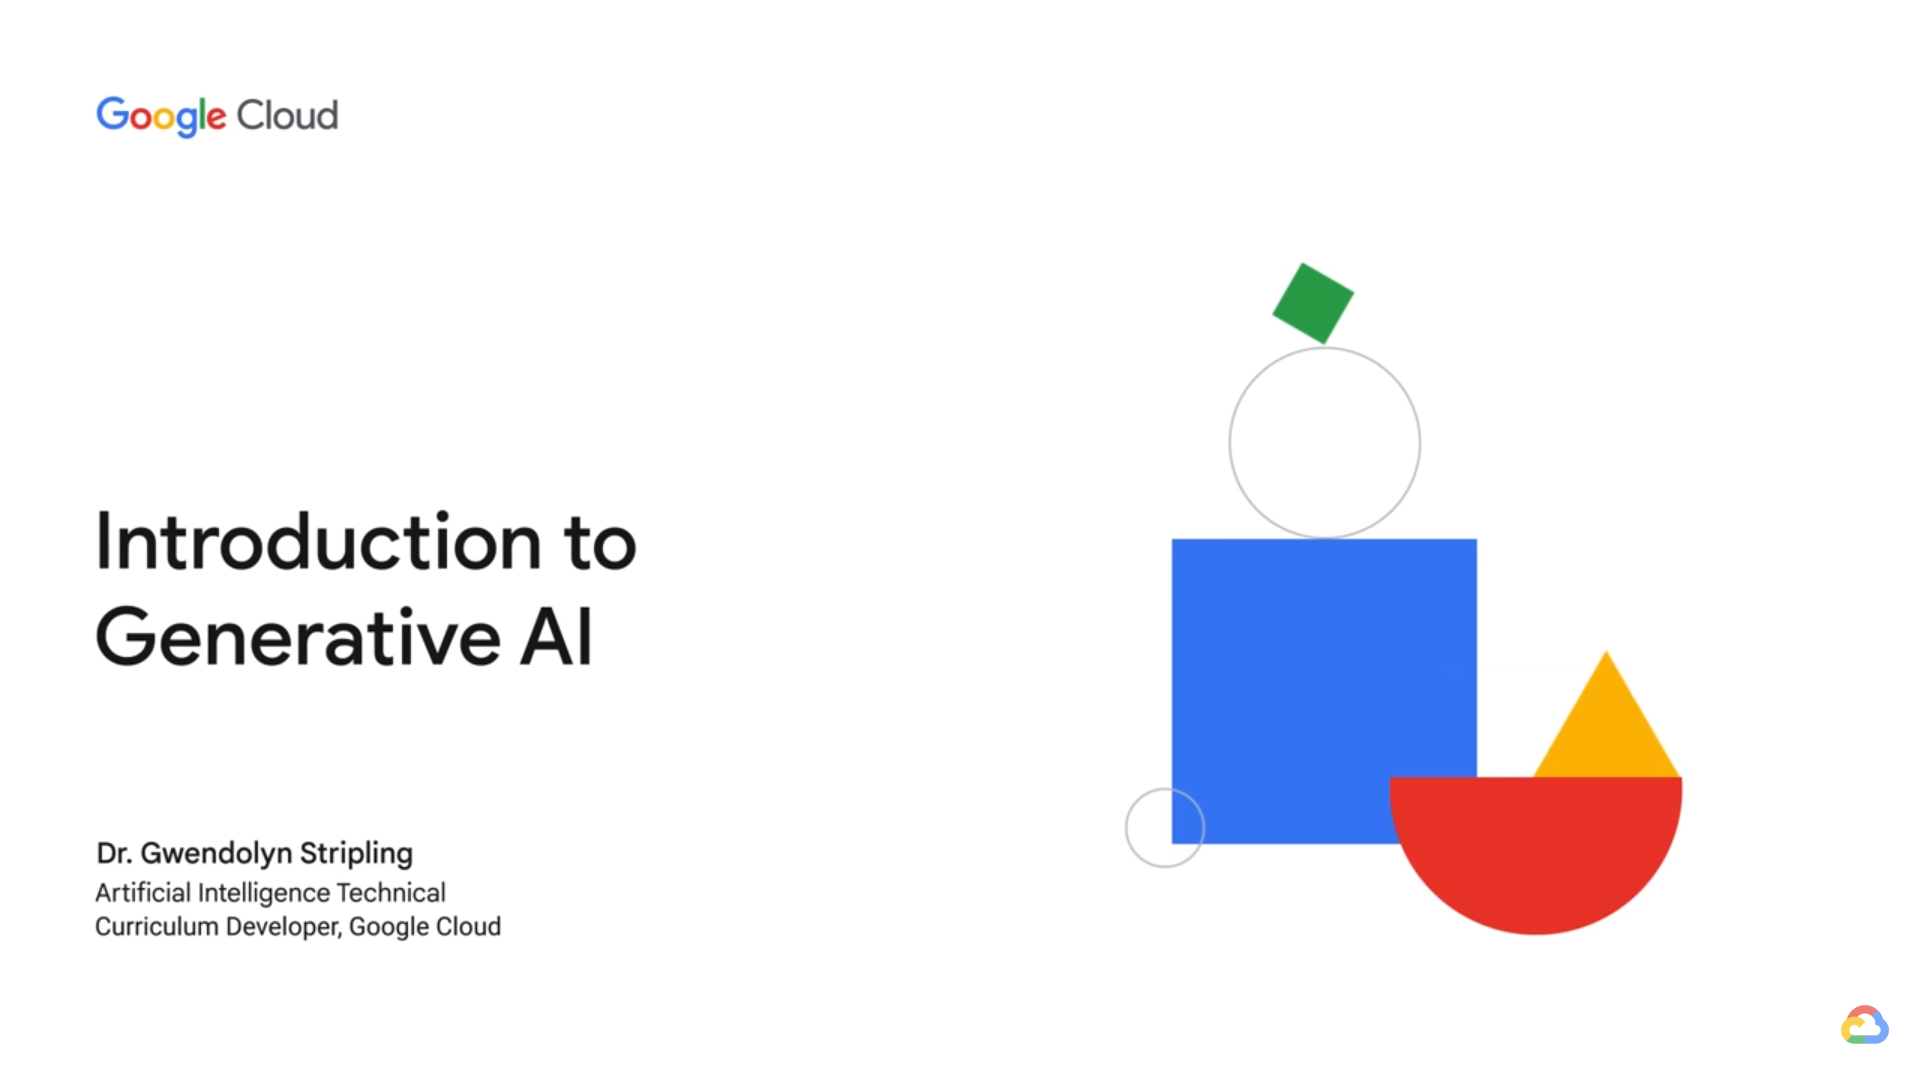 Google Cloud
Introduction to
Generative AI
Dr. Gwendolyn Stripling
Artificial Intelligence Technical
Curriculum Developer, Google Cloud